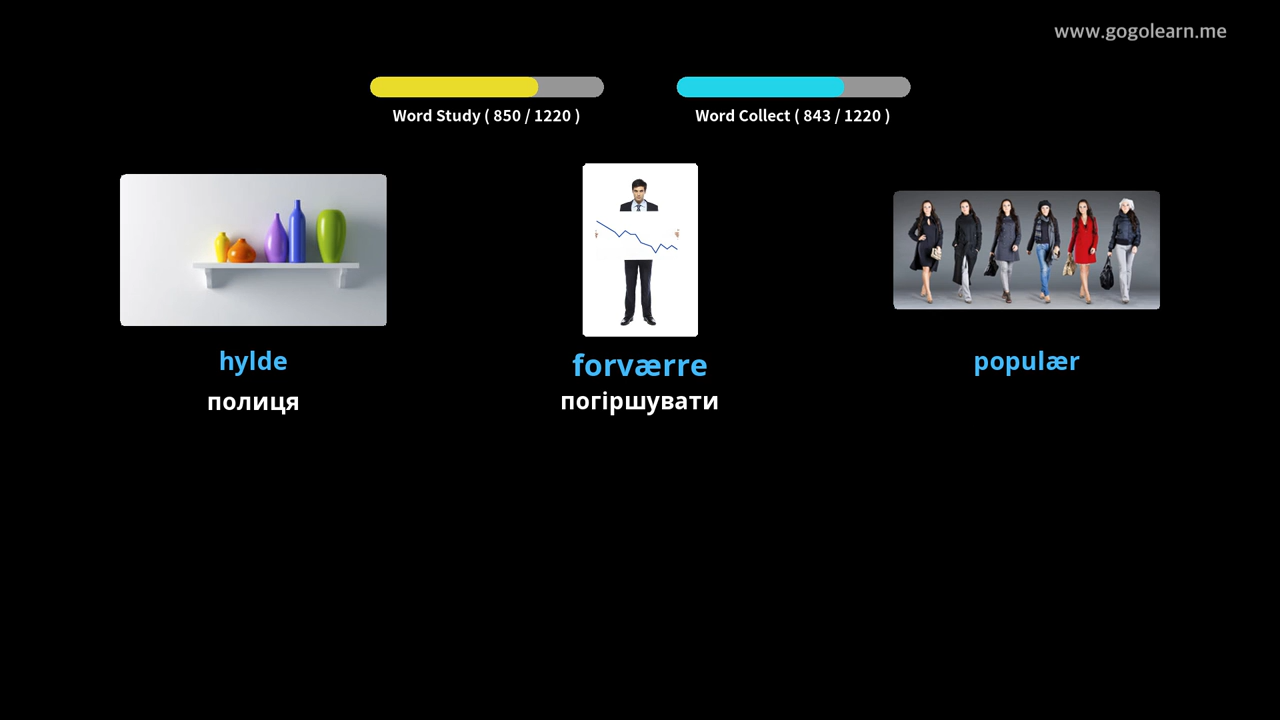 www.gogolearn.me
Word Study ( 850 / 1220 )
Word Collect ( 843 / 1220 )
hylde
полиця
forværre
погіршувати
populær